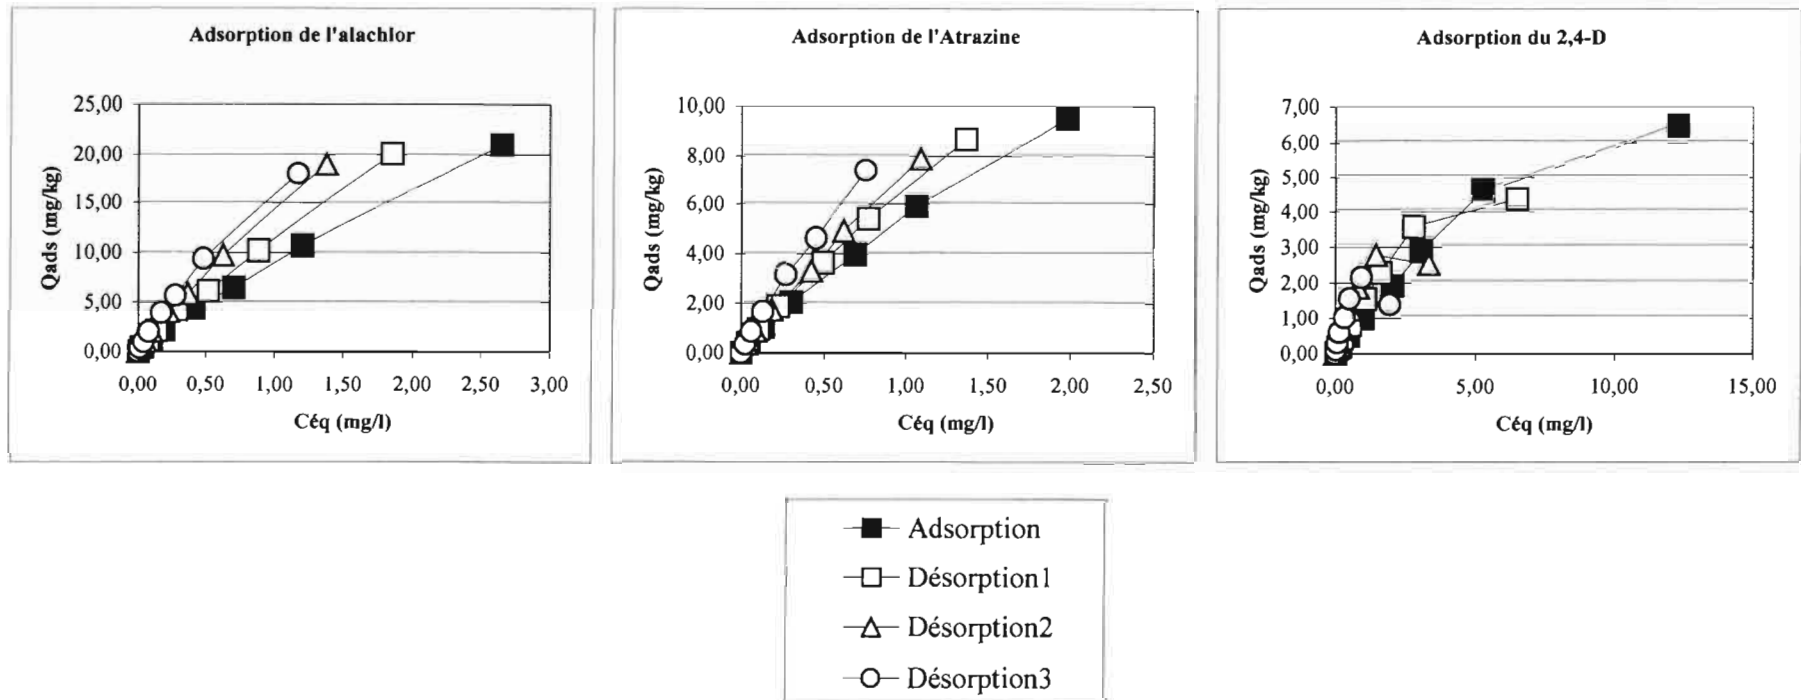 Adsorption de l'alachlor
Qads (mg/kg)
25,00
20,00
15,00
10,00
5,00
0,00
0,00 0,50 1,00 1,50 2,00 2,50 3,00
Céq (mg/l)
Adsorption de l'Atrazine
Qads (mg/kg)
10,00
8,00
6,00
4,00
2,00
0,00
0,00 0,50 1,00 1,50 2,00 2,50
Céq (mg/l)
Adsorption du 2,4-D
Qads (mg/kg)
7,00
6,00
5,00
4,00
3,00
2,00
1,00
0,00
0,00 5,00 10,00 15,00
Céq (mg/l)
Adsorption
Désorption1
Désorption2
Désorption3